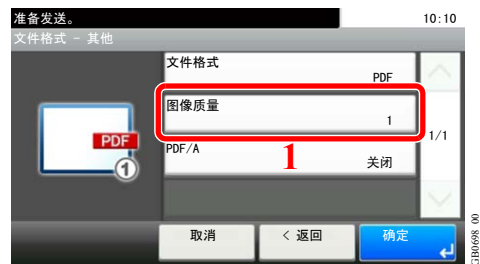 准备发送。
10:10
文件格式 - 其他
文件格式
PDF
图像质量
1
1/1
PDF
①
PDF/A
1
关闭
取消
< 返回
确定
GB0698_00